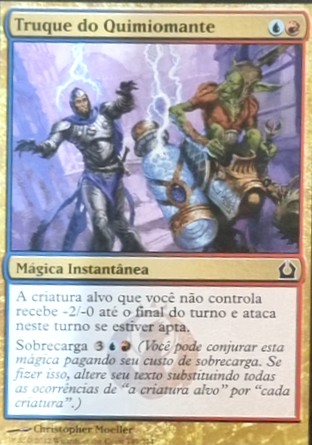 Truque do Quimiomante
Mágica Instantânea
A criatura alvo que você não controla
recebe -2/-0 até o final do turno e ataca
neste turno se estiver apta.
Sobrecarga 3 (Você pode conjurar esta
mágica pagando seu custo de sobrecarga. Se
fizer isso, altere seu texto substituindo todas
as ocorrências de "a criatura alvo" por "cada
criatura".)
Christopher Moeller